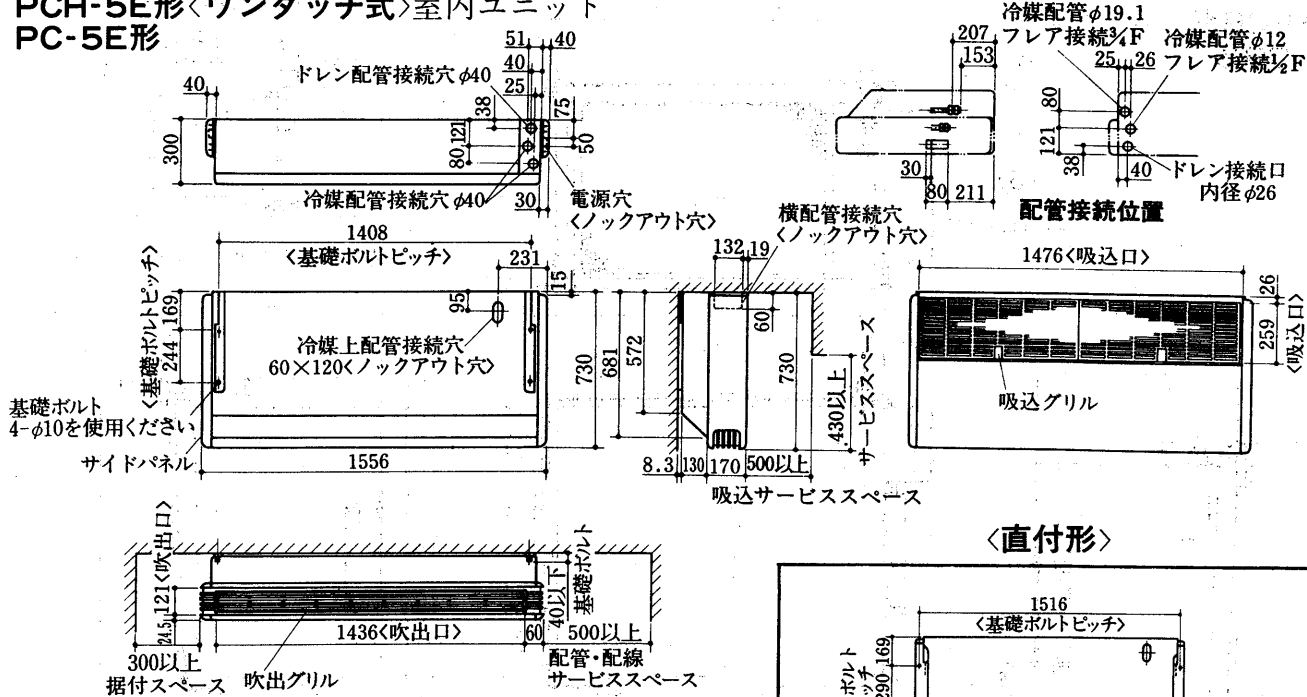 PCH-5E形〈ワンタッチ式〉室内ユニット
PC-5E形
51 40
40
25
ドレン配管接続穴φ40
40
38
75
300
121
80
50
冷媒配管接続穴φ40
30
電源穴
〈ノックアウト穴〉
207
153
30
80 211
冷媒配管φ19.1
フレア接続3/4F
冷媒配管φ12
フレア接続1/2F
25 26
80
121
38
40
ドレン接続口
内径φ26
配管接続位置
1408
〈基礎ボルトピッチ〉
231
15
95
169
244
〈基礎ボルトピッチ〉
冷媒上配管接続穴
60×120〈ノックアウト穴〉
730
基礎ボルト
4-φ10を使用ください
サイドパネル
1556
横配管接続穴
〈ノックアウト穴〉
132 19
60
681
572
730
430以上
サービススペース
8.3 130 170 500以上
吸込サービススペース
1476〈吸込口〉
26
259
〈吸込口〉
吸込グリル
121〈吹出口〉
24.5
40以下
基礎ボルト
1436〈吹出口〉 60 500以上
300以上
据付スペース
吹出グリル
配管・配線
サービススペース
〈直付形〉
1516
〈基礎ボルトピッチ〉
169
290
ボルト
ッチ